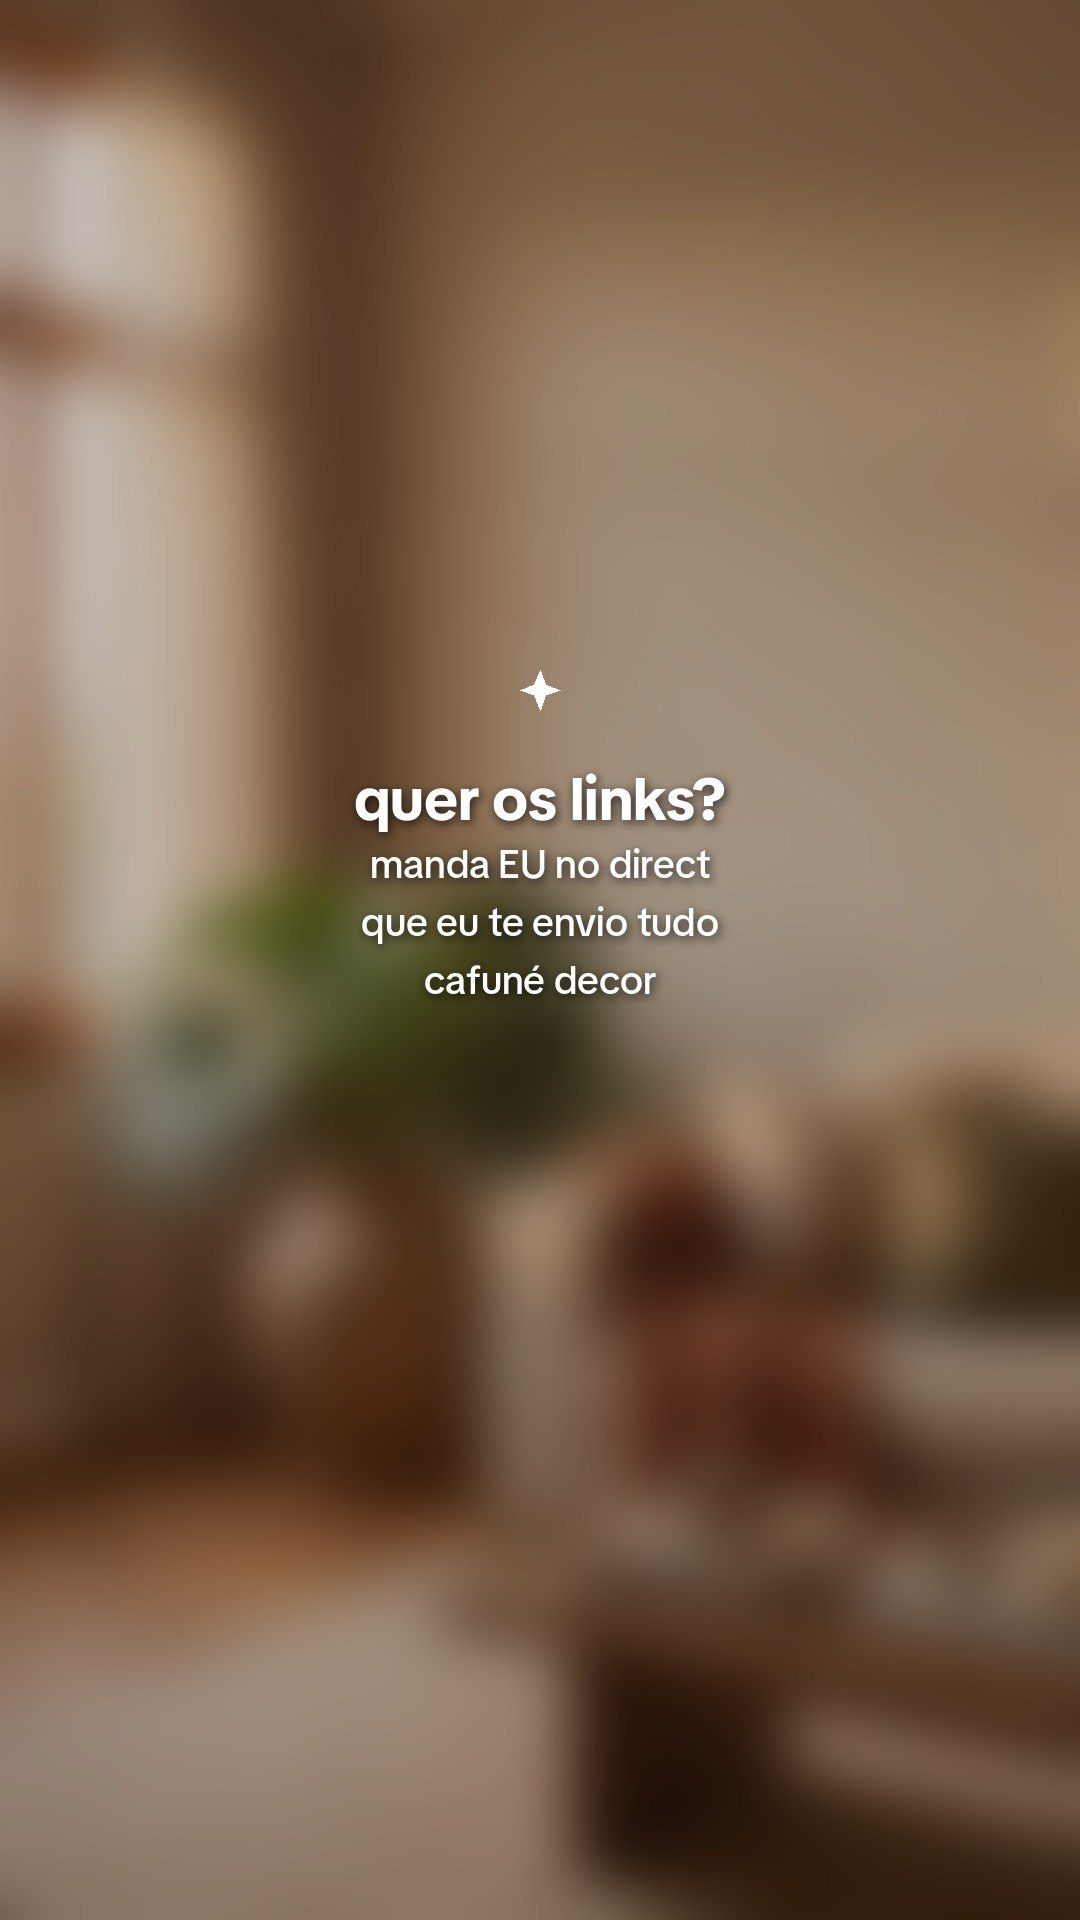 quer os links?
manda EU no direct
que eu te envio tudo
cafuné decor